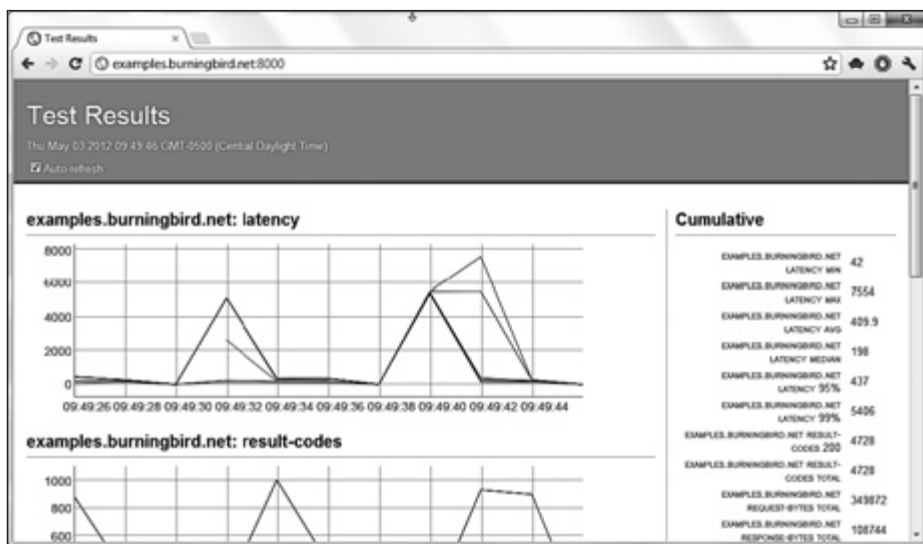 Test Results
examples.burningbird.net:8000
Test Results
Thu May 03 2012 09:49:46 GMT-0500 (Central Daylight Time)
Auto-refresh
examples.burningbird.net: latency
8000
6000
4000
2000
0
09:49:26 09:49:28 09:49:30 09:49:32 09:49:34 09:49:36 09:49:38 09:49:40 09:49:42 09:49:44
examples.burningbird.net: result-codes
1000
800
600
Cumulative
EXAMPLES.BURNINGBIRD.NET
LATENCY MIN 42
EXAMPLES.BURNINGBIRD.NET
LATENCY MAX 7554
EXAMPLES.BURNINGBIRD.NET
LATENCY AVG 409.9
EXAMPLES.BURNINGBIRD.NET
LATENCY MEDIAN 198
EXAMPLES.BURNINGBIRD.NET
LATENCY 95% 437
EXAMPLES.BURNINGBIRD.NET
LATENCY 99% 5406
EXAMPLES.BURNINGBIRD.NET RESULT-
CODES 200 4728
EXAMPLES.BURNINGBIRD.NET RESULT-
CODES TOTAL 4728
EXAMPLES.BURNINGBIRD.NET
REQUEST-BYTES TOTAL 349872
EXAMPLES.BURNINGBIRD.NET
RESPONSE-BYTES TOTAL 108744